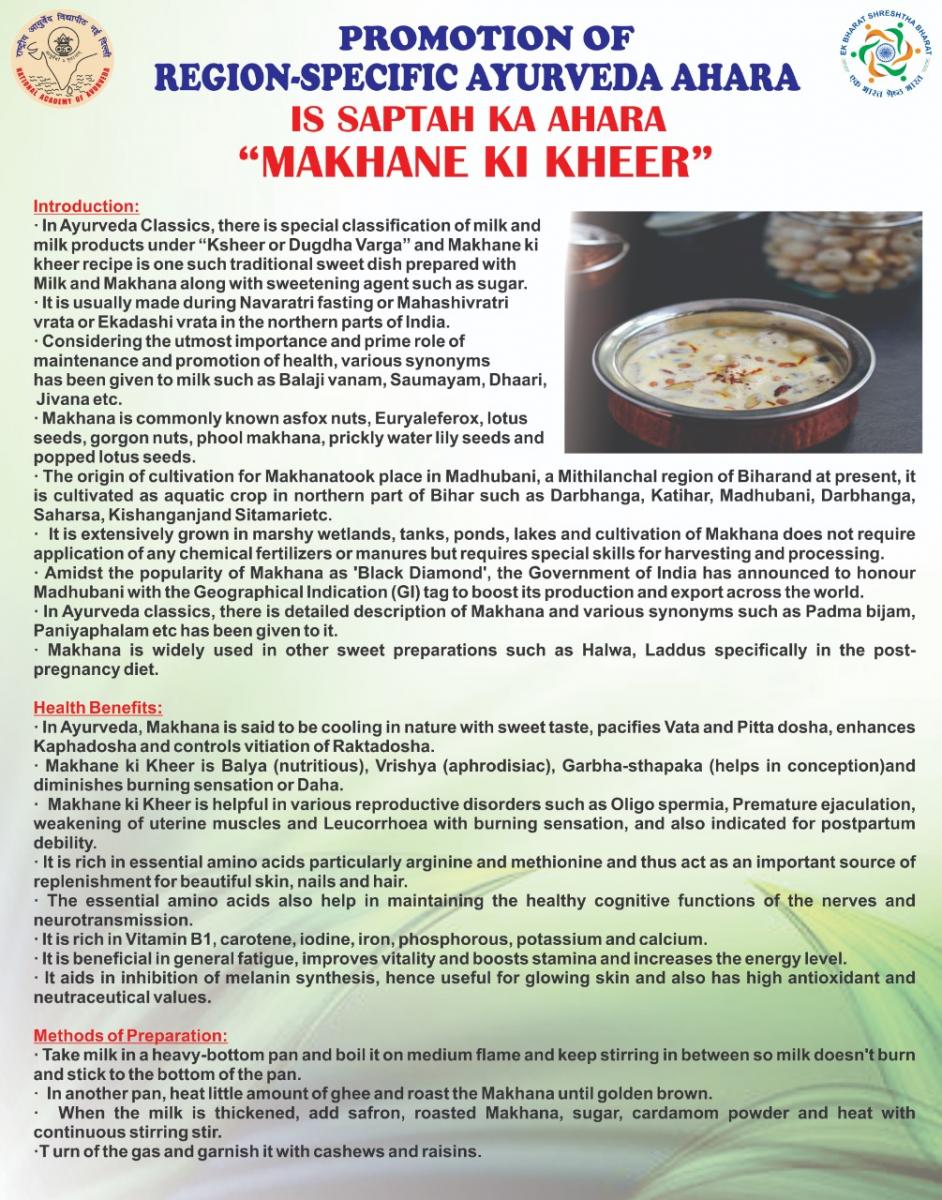 राष्ट्रीय आयुर्वेद विद्यापीठ नई दिल्ली
NATIONAL ACADEMY OF AYURVEDA
EK BHARAT SHRESHTHA BHARAT
एक भारत श्रेष्ठ भारत
PROMOTION OF
REGION-SPECIFIC AYURVEDA AHARA
IS SAPTAH KA AHARA
“MAKHANE KI KHEER”
Introduction:
· In Ayurveda Classics, there is special classification of milk and
milk products under “Ksheer or Dugdha Varga” and Makhane ki
kheer recipe is one such traditional sweet dish prepared with
Milk and Makhana along with sweetening agent such as sugar.
· It is usually made during Navaratri fasting or Mahashivratri
vrata or Ekadashi vrata in the northern parts of India.
· Considering the utmost importance and prime role of
maintenance and promotion of health, various synonyms
has been given to milk such as Balaji vanam, Saumayam, Dhaari,
Jivana etc.
· Makhana is commonly known asfox nuts, Euryaleferox, lotus
seeds, gorgon nuts, phool makhana, prickly water lily seeds and
popped lotus seeds.
· The origin of cultivation for Makhanatook place in Madhubani, a Mithilanchal region of Biharand at present, it
is cultivated as aquatic crop in northern part of Bihar such as Darbhanga, Katihar, Madhubani, Darbhanga,
Saharsa, Kishanganjand Sitamarietc.
· It is extensively grown in marshy wetlands, tanks, ponds, lakes and cultivation of Makhana does not require
application of any chemical fertilizers or manures but requires special skills for harvesting and processing.
· Amidst the popularity of Makhana as 'Black Diamond', the Government of India has announced to honour
Madhubani with the Geographical Indication (GI) tag to boost its production and export across the world.
· In Ayurveda classics, there is detailed description of Makhana and various synonyms such as Padma bijam,
Paniyaphalam etc has been given to it.
· Makhana is widely used in other sweet preparations such as Halwa, Laddus specifically in the post-
pregnancy diet.
Health Benefits:
· In Ayurveda, Makhana is said to be cooling in nature with sweet taste, pacifies Vata and Pitta dosha, enhances
Kaphadosha and controls vitiation of Raktadosha.
· Makhane ki Kheer is Balya (nutritious), Vrishya (aphrodisiac), Garbha-sthapaka (helps in conception)and
diminishes burning sensation or Daha.
· Makhane ki Kheer is helpful in various reproductive disorders such as Oligo spermia, Premature ejaculation,
weakening of uterine muscles and Leucorrhoea with burning sensation, and also indicated for postpartum
debility.
· It is rich in essential amino acids particularly arginine and methionine and thus act as an important source of
replenishment for beautiful skin, nails and hair.
· The essential amino acids also help in maintaining the healthy cognitive functions of the nerves and
neurotransmission.
· It is rich in Vitamin B1, carotene, iodine, iron, phosphorous, potassium and calcium.
· It is beneficial in general fatigue, improves vitality and boosts stamina and increases the energy level.
· It aids in inhibition of melanin synthesis, hence useful for glowing skin and also has high antioxidant and
neutraceutical values.
Methods of Preparation:
· Take milk in a heavy-bottom pan and boil it on medium flame and keep stirring in between so milk doesn't burn
and stick to the bottom of the pan.
· In another pan, heat little amount of ghee and roast the Makhana until golden brown.
· When the milk is thickened, add safron, roasted Makhana, sugar, cardamom powder and heat with
continuous stirring stir.
·T urn of the gas and garnish it with cashews and raisins.